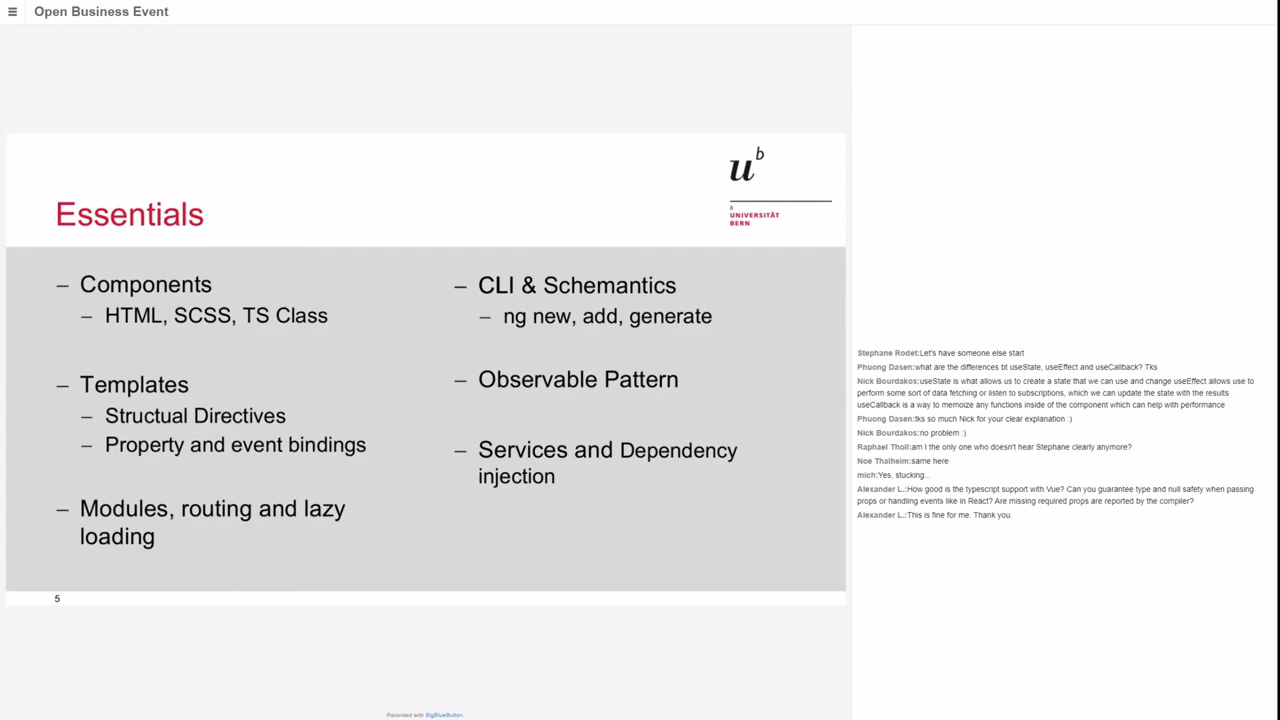 Open Business Event
u b
b
UNIVERSITÄT
BERN
Essentials
– Components
– HTML, SCSS, TS Class
– Templates
– Structual Directives
– Property and event bindings
– Modules, routing and lazy
loading
– CLI & Schemantics
– ng new, add, generate
– Observable Pattern
– Services and Dependency
injection
5
Stephane Rodet:Let's have someone else start
Phuong Dasen:what are the differences bt useState, useEffect and useCallback? Tks
Nick Bourdakos:useState is what allows us to create a state that we can use and change useEffect allows use to
perform some sort of data fetching or listen to subscriptions, which we can update the state with the results
useCallback is a way to memoize any functions inside of the component which can help with performance
Phuong Dasen:tks so much Nick for your clear explanation :)
Nick Bourdakos:no problem :)
Raphael Tholl:am I the only one who doesn't hear Stephane clearly anymore?
Noe Thalheim:same here
mich:Yes, stucking...
Alexander L.:How good is the typescript support with Vue? Can you guarantee type and null safety when passing
props or handling events like in React? Are missing required props are reported by the compiler?
Alexander L.:This is fine for me. Thank you.
Recorded with BigBlueButton.